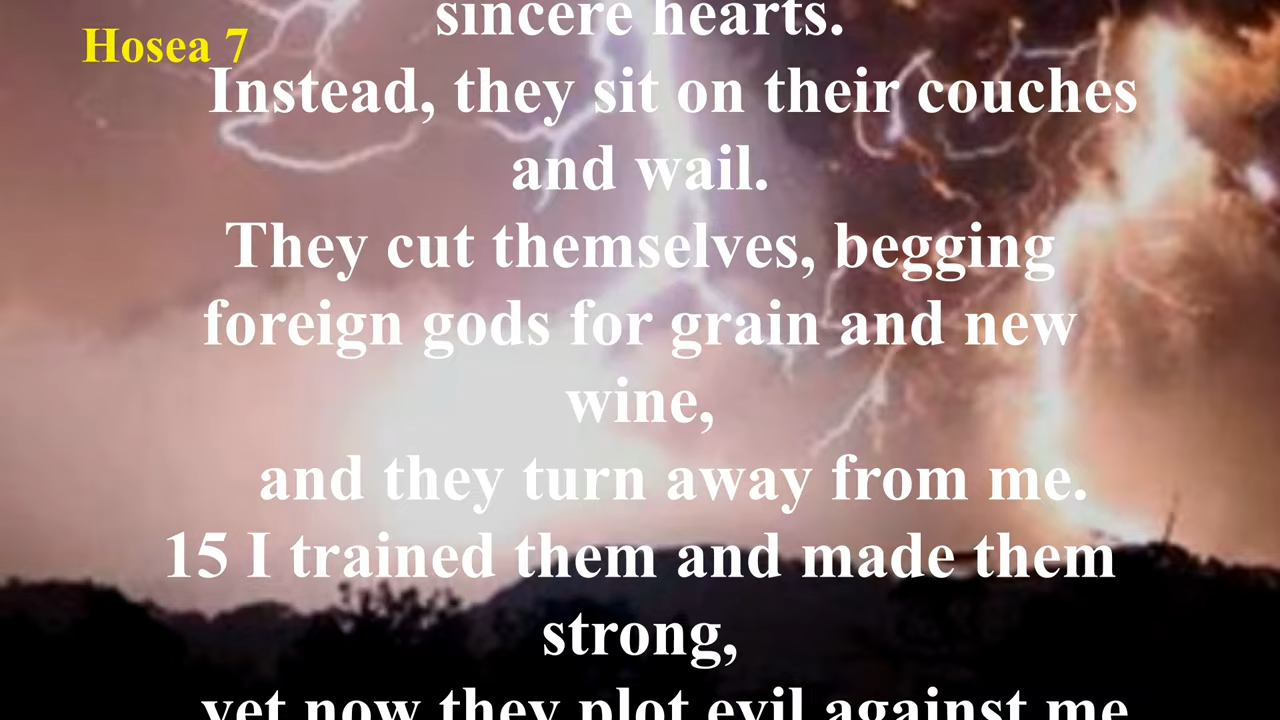 sincere hearts.
Hosea 7
Instead, they sit on their couches
and wail.
They cut themselves, begging
foreign gods for grain and new
wine,
and they turn away from me.
15 I trained them and made them
strong,
yet now they plot evil against me